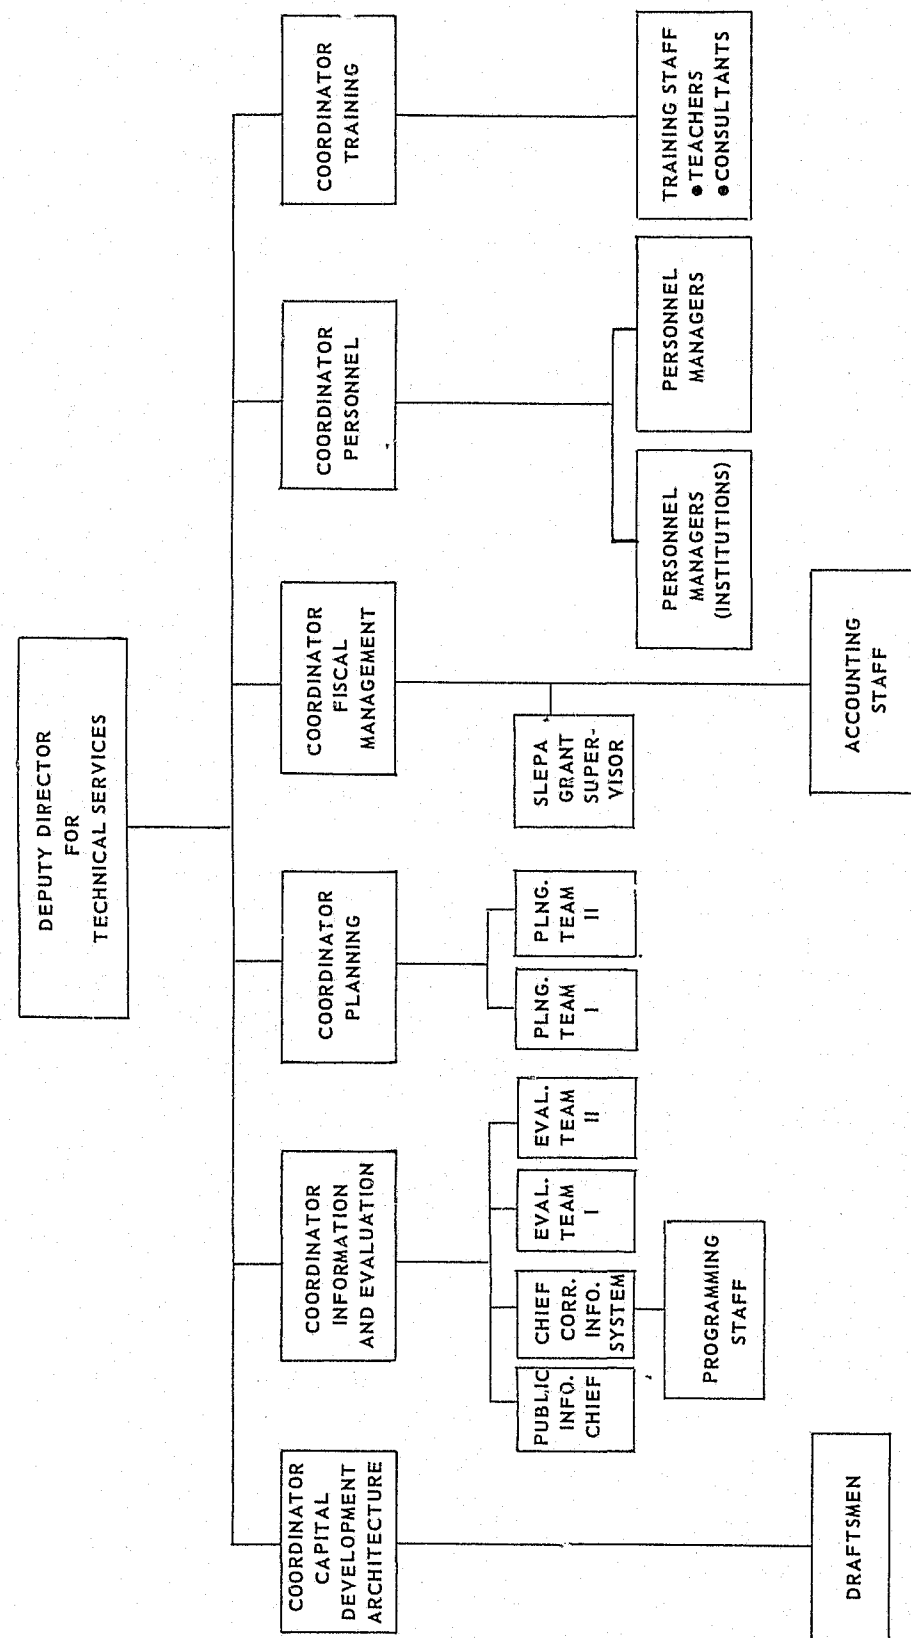 DEPUTY DIRECTOR
FOR
TECHNICAL SERVICES
COORDINATOR
CAPITAL
DEVELOPMENT
ARCHITECTURE
COORDINATOR
INFORMATION
AND EVALUATION
COORDINATOR
PLANNING
COORDINATOR
FISCAL
MANAGEMENT
COORDINATOR
PERSONNEL
COORDINATOR
TRAINING
PUBLIC
INFO.
CHIEF
CHIEF
CORR.
INFO.
SYSTEM
EVAL.
TEAM
I
EVAL.
TEAM
II
PLNG.
TEAM
I
PLNG.
TEAM
II
SLEPA
GRANT
SUPER-
VISOR
PERSONNEL
MANAGERS
(INSTITUTIONS)
PERSONNEL
MANAGERS
TRAINING STAFF
● TEACHERS
● CONSULTANTS
PROGRAMMING
STAFF
DRAFTSMEN
ACCOUNTING
STAFF